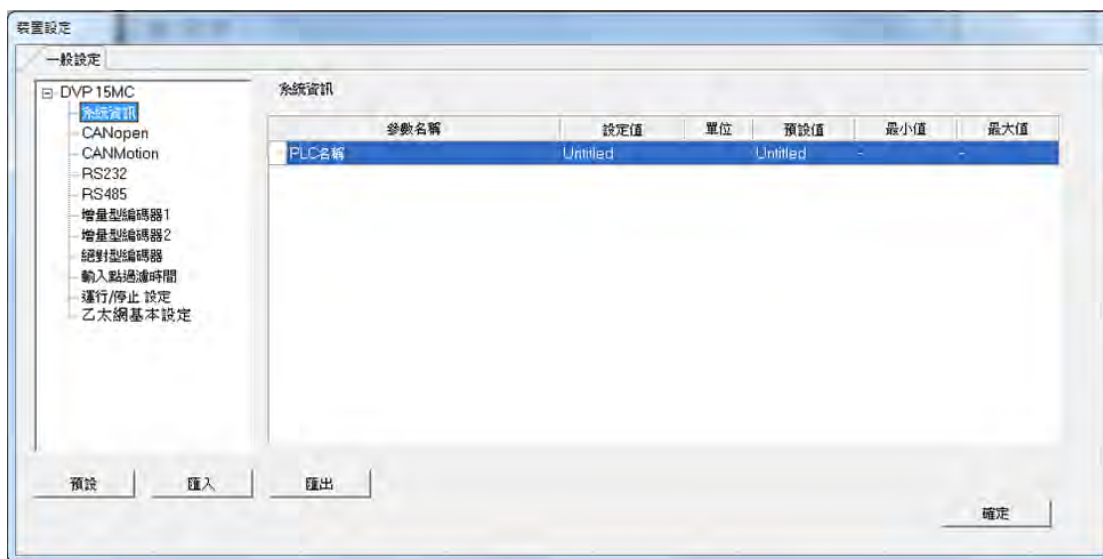 裝置設定
一般設定
DVP 15MC
系統資訊
CANopen
CANMotion
RS232
RS485
增量型編碼器1
增量型編碼器2
絕對型編碼器
輸入點過濾時間
運行/停止 設定
乙太網基本設定
系統資訊
參數名稱 設定值 單位 預設值 最小值 最大值
PLC名稱 Untitled Untitled - -
預設 匯入 匯出
確定